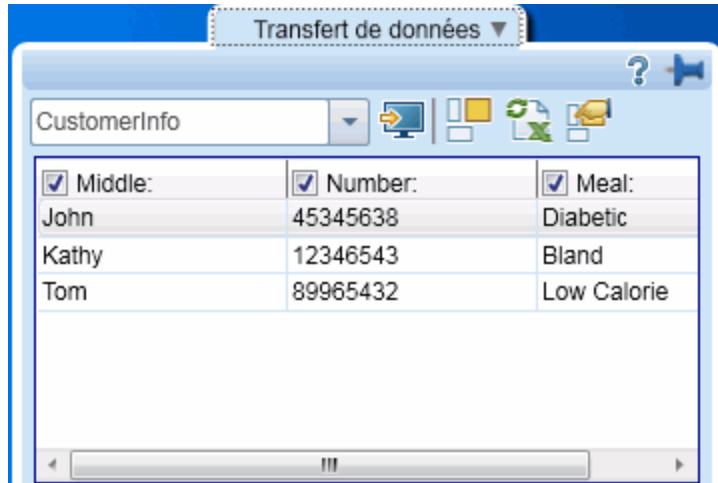 Transfert de données ▼
?
CustomerInfo
Middle: Number: Meal:
John 45345638 Diabetic
Kathy 12346543 Bland
Tom 89965432 Low Calorie